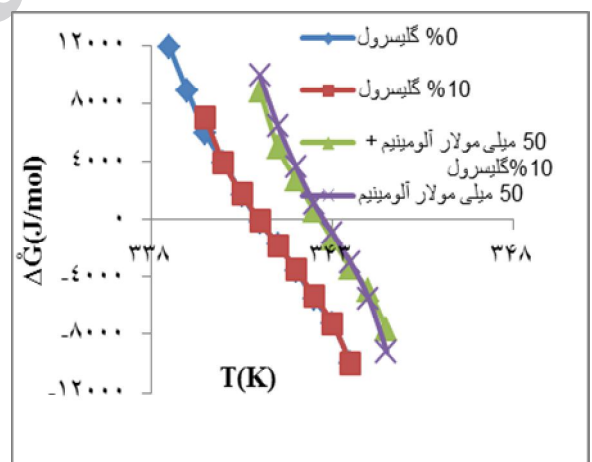 ۱۲۰۰۰
۸۰۰۰
۴۰۰۰
۰
-۴۰۰۰
-۸۰۰۰
-۱۲۰۰۰
ΔG̊(J/mol)
۳۳۸
۳۴۳
۳۴۸
T(K)
0% گلیسرول
10% گلیسرول
50 میلی مولار آلومینیم +
10%گلیسرول
50 میلی مولار آلومینیم